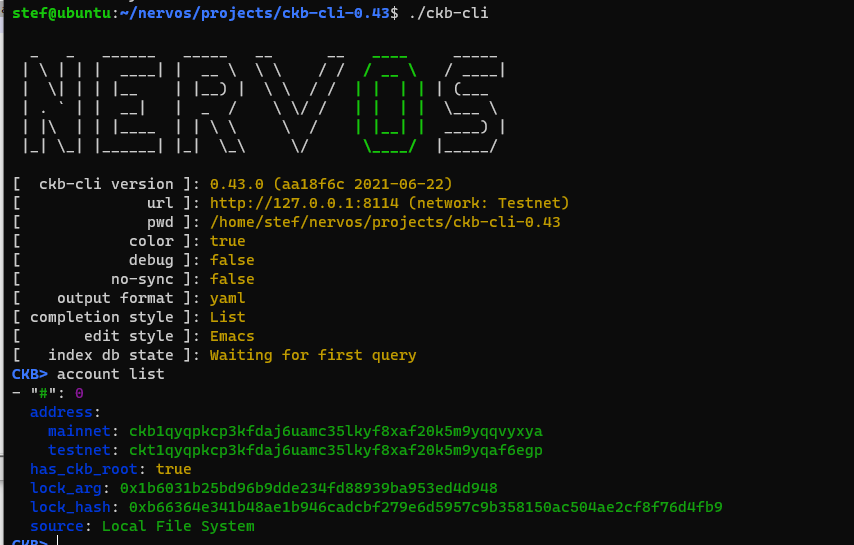 stef@ubuntu:~/nervos/projects/ckb-cli-0.43$ ./ckb-cli
NERVOS
[  ckb-cli version ]: 0.43.0 (aa18f6c 2021-06-22)
[              url ]: http://127.0.0.1:8114 (network: Testnet)
[              pwd ]: /home/stef/nervos/projects/ckb-cli-0.43
[            color ]: true
[            debug ]: false
[          no-sync ]: false
[    output format ]: yaml
[ completion style ]: List
[       edit style ]: Emacs
[   index db state ]: Waiting for first query
CKB> account list
- "#": 0
  address:
    mainnet: ckb1qyqpkcp3kfdaj6uamc35lkyf8xaf20k5m9yqqvyxya
    testnet: ckt1qyqpkcp3kfdaj6uamc35lkyf8xaf20k5m9yqaf6egp
  has_ckb_root: true
  lock_arg: 0x1b6031b25bd96b9dde234fd88939ba953ed4d948
  lock_hash: 0xb66364e341b48ae1b946cadcbf279e6d5957c9b358150ac504ae2cf8f76d4fb9
  source: Local File System
CKB>